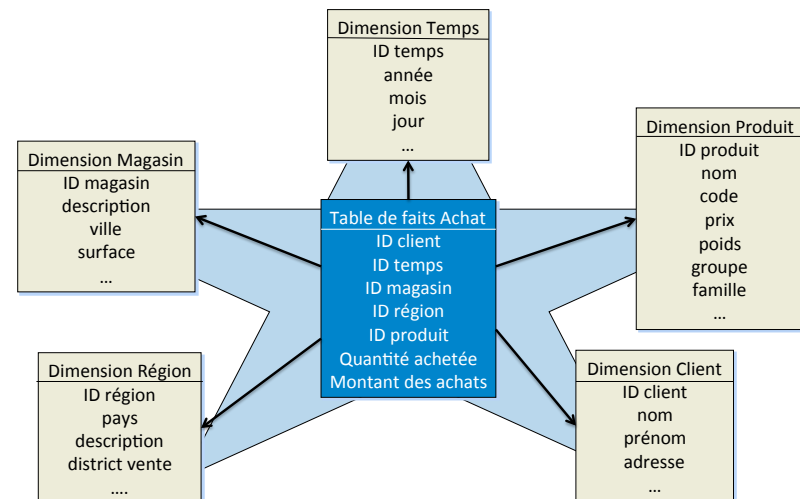 Dimension Temps
ID temps
année
mois
jour
...
Dimension Magasin
ID magasin
description
ville
surface
...
Table de faits Achat
ID client
ID temps
ID magasin
ID région
ID produit
Quantité achetée
Montant des achats
Dimension Produit
ID produit
nom
code
prix
poids
groupe
famille
...
Dimension Région
ID région
pays
description
district vente
....
Dimension Client
ID client
nom
prénom
adresse
...